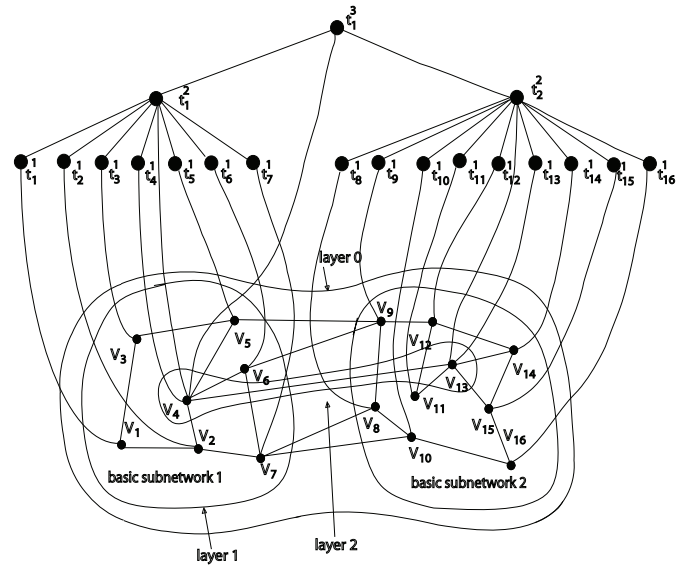 t₁³
t₁²
t₂²
t₁¹ t₂¹ t₃¹ t₄¹ t₅¹ t₆¹ t₇¹ t₈¹ t₉¹ t₁₀¹ t₁₁¹ t₁₂¹ t₁₃¹ t₁₄¹ t₁₅¹ t₁₆¹
layer 0
V₉
V₃ V₅ V₁₂ V₁₄
V₆ V₁₃
V₄ V₁₁
V₁ V₂ V₈ V₁₅ V₁₆
V₇ V₁₀
basic subnetwork 1
basic subnetwork 2
layer 1
layer 2